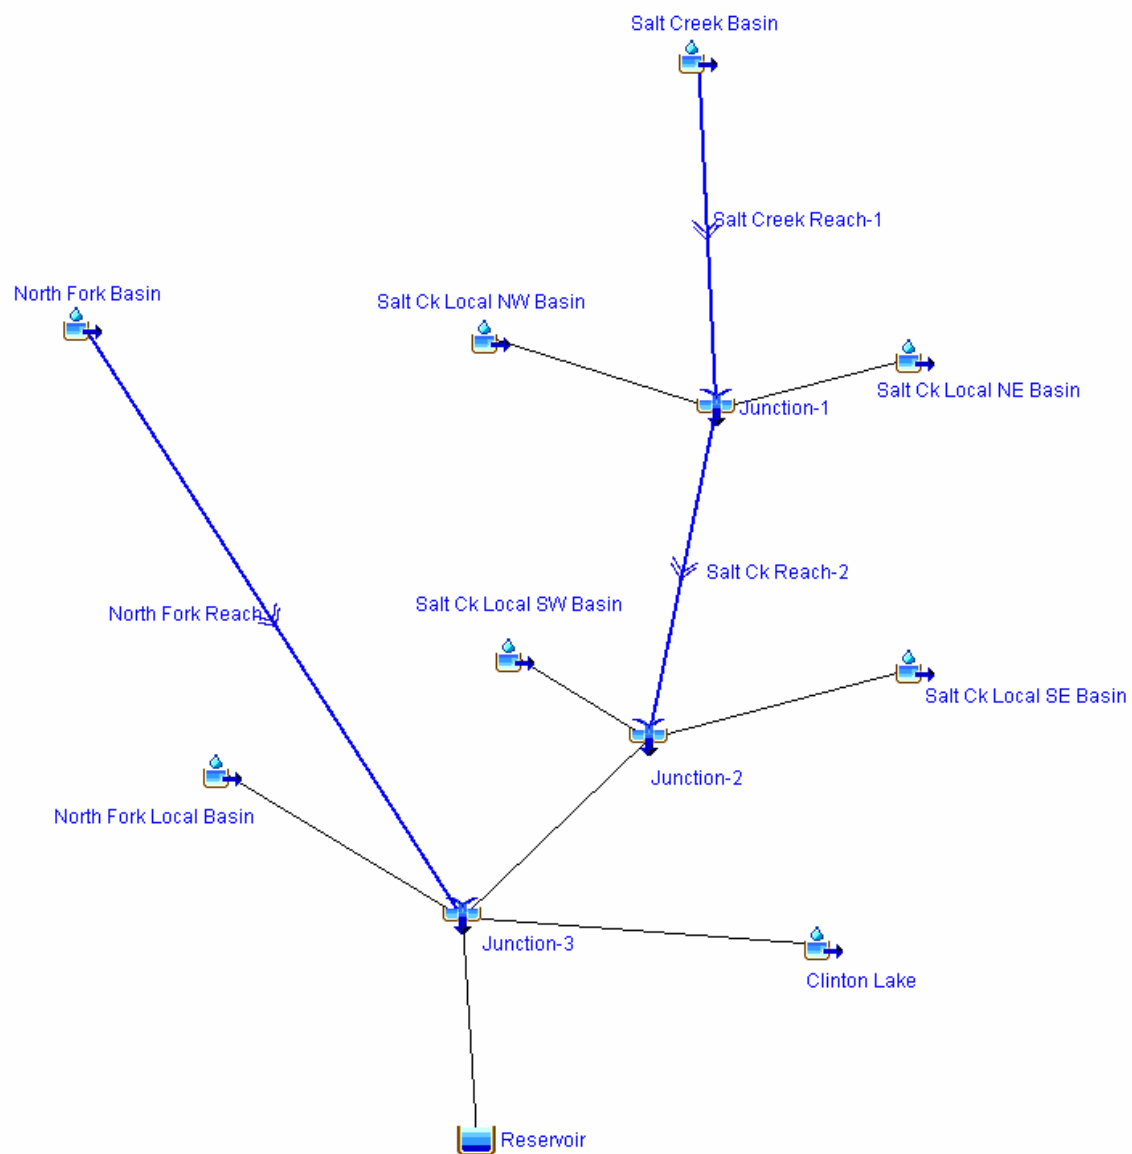 Salt Creek Basin
Salt Creek Reach-1
North Fork Basin
Salt Ck Local NW Basin
Salt Ck Local NE Basin
Junction-1
Salt Ck Reach-2
Salt Ck Local SW Basin
North Fork Reach
Salt Ck Local SE Basin
Junction-2
North Fork Local Basin
Junction-3
Clinton Lake
Reservoir